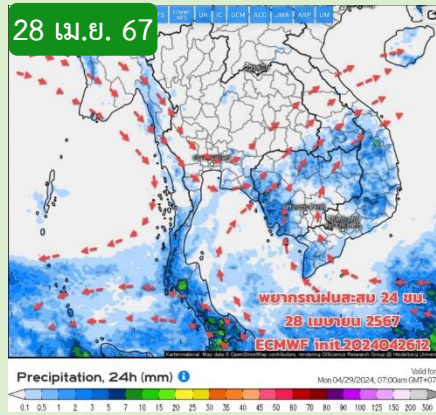 28 เม.ย. 67
ECMWF
UK IC GEM ACC JMA ARP UM
พยากรณ์ฝนสะสม 24 ชม.
28 เมษายน 2567
ECMWF init.2024042612
Precipitation, 24h (mm)
Valid for
Mon 04/29/2024, 07:00am GMT+07
0.1 0.5 1 2 3 5 7 10 15 20 25 30 35 40 45 50 60 70 80 90 100 125 150 200 300